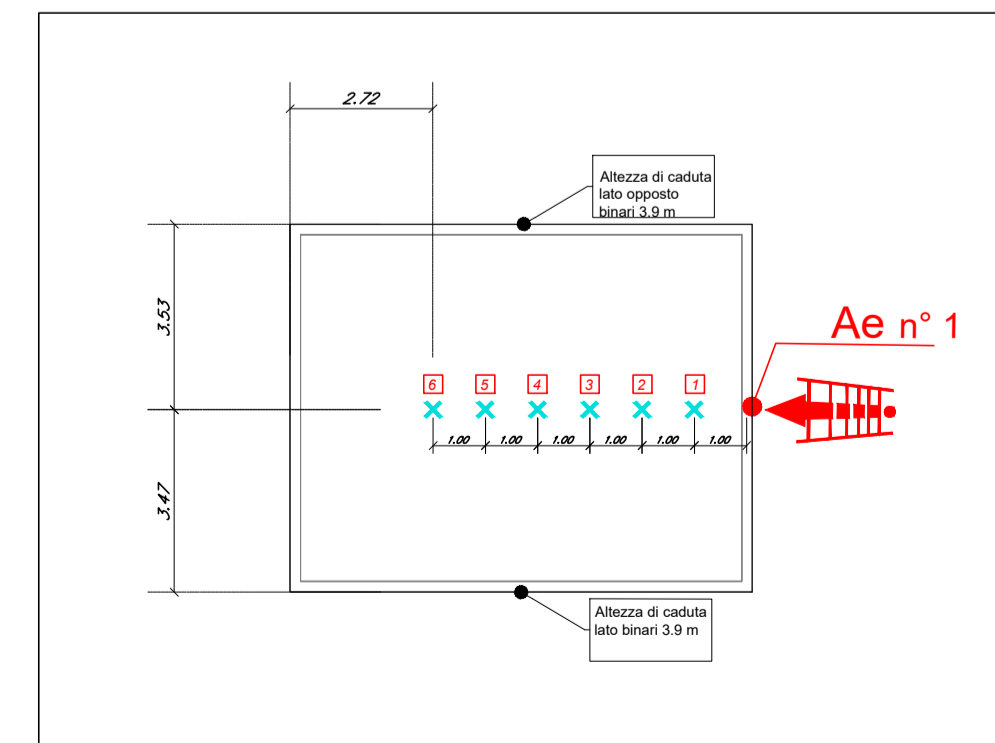 2.72
Altezza di caduta
lato opposto
binari 3.9 m
3.53
Ae n° 1
6 5 4 3 2 1
1.00 1.00 1.00 1.00 1.00 1.00
3.47
Altezza di caduta
lato binari 3.9 m